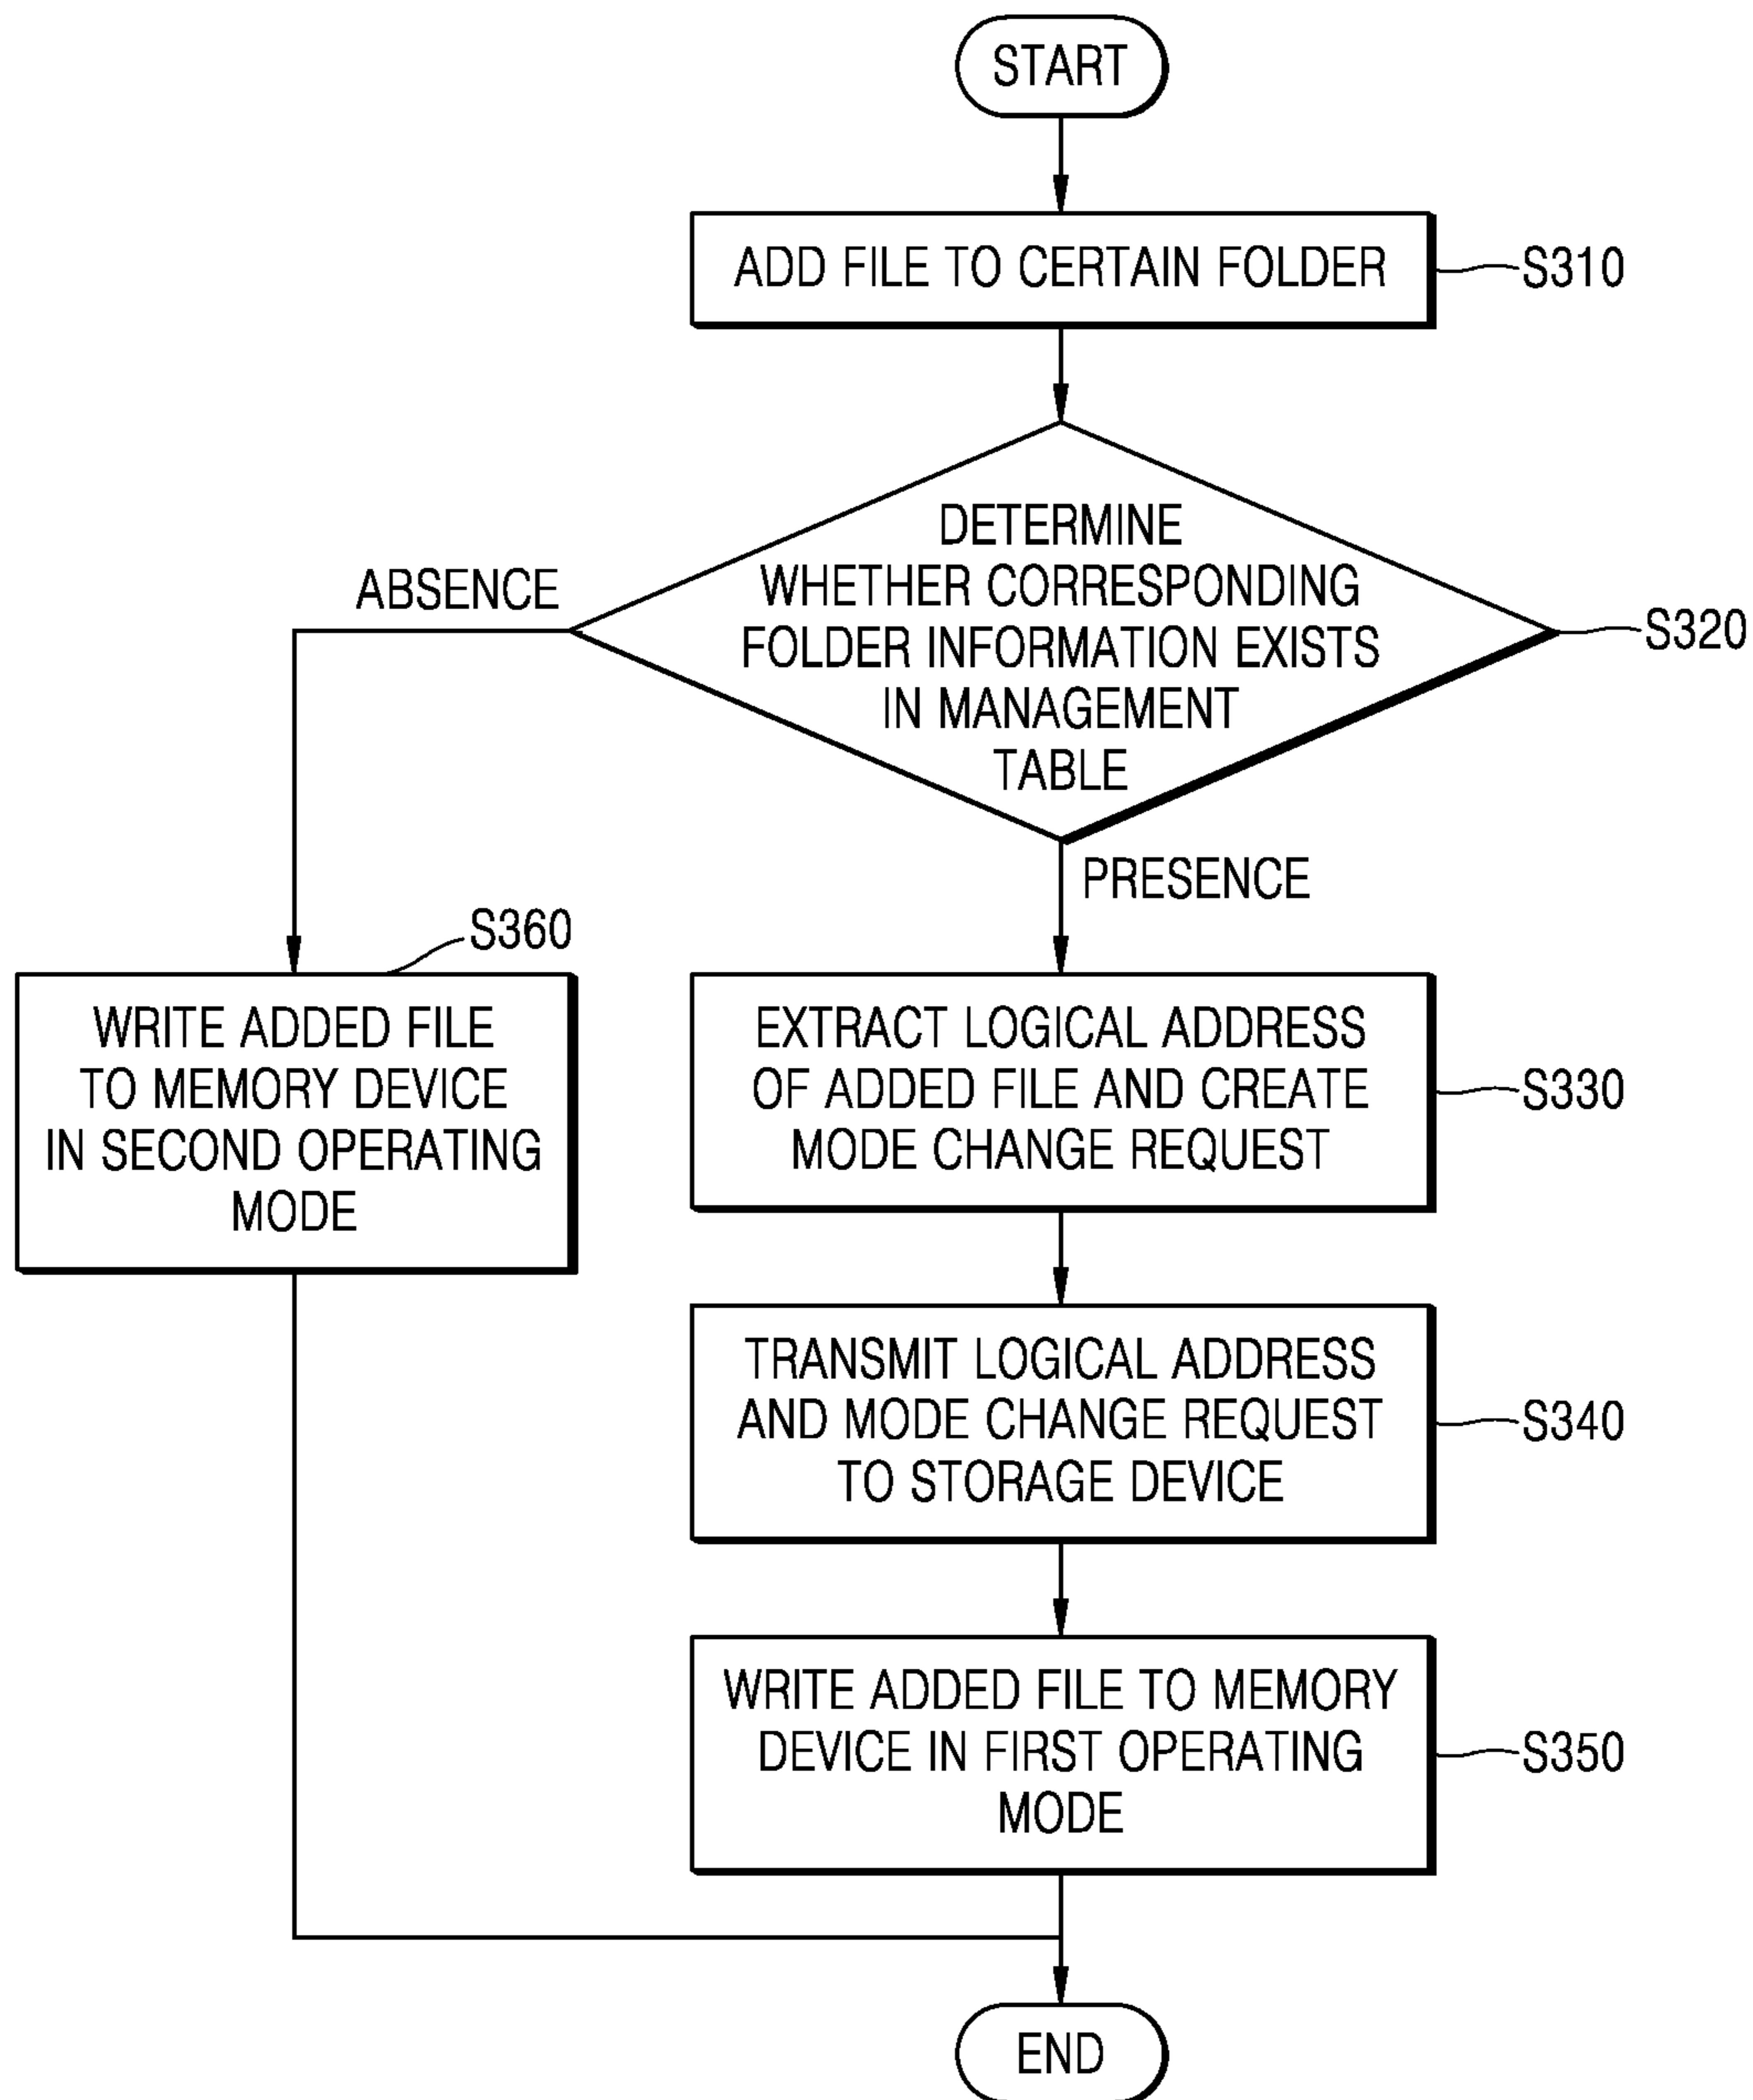 START
ADD FILE TO CERTAIN FOLDER
S310
DETERMINE
WHETHER CORRESPONDING
FOLDER INFORMATION EXISTS
IN MANAGEMENT
TABLE
S320
ABSENCE
PRESENCE
S360
WRITE ADDED FILE
TO MEMORY DEVICE
IN SECOND OPERATING
MODE
EXTRACT LOGICAL ADDRESS
OF ADDED FILE AND CREATE
MODE CHANGE REQUEST
S330
TRANSMIT LOGICAL ADDRESS
AND MODE CHANGE REQUEST
TO STORAGE DEVICE
S340
WRITE ADDED FILE TO MEMORY
DEVICE IN FIRST OPERATING
MODE
S350
END